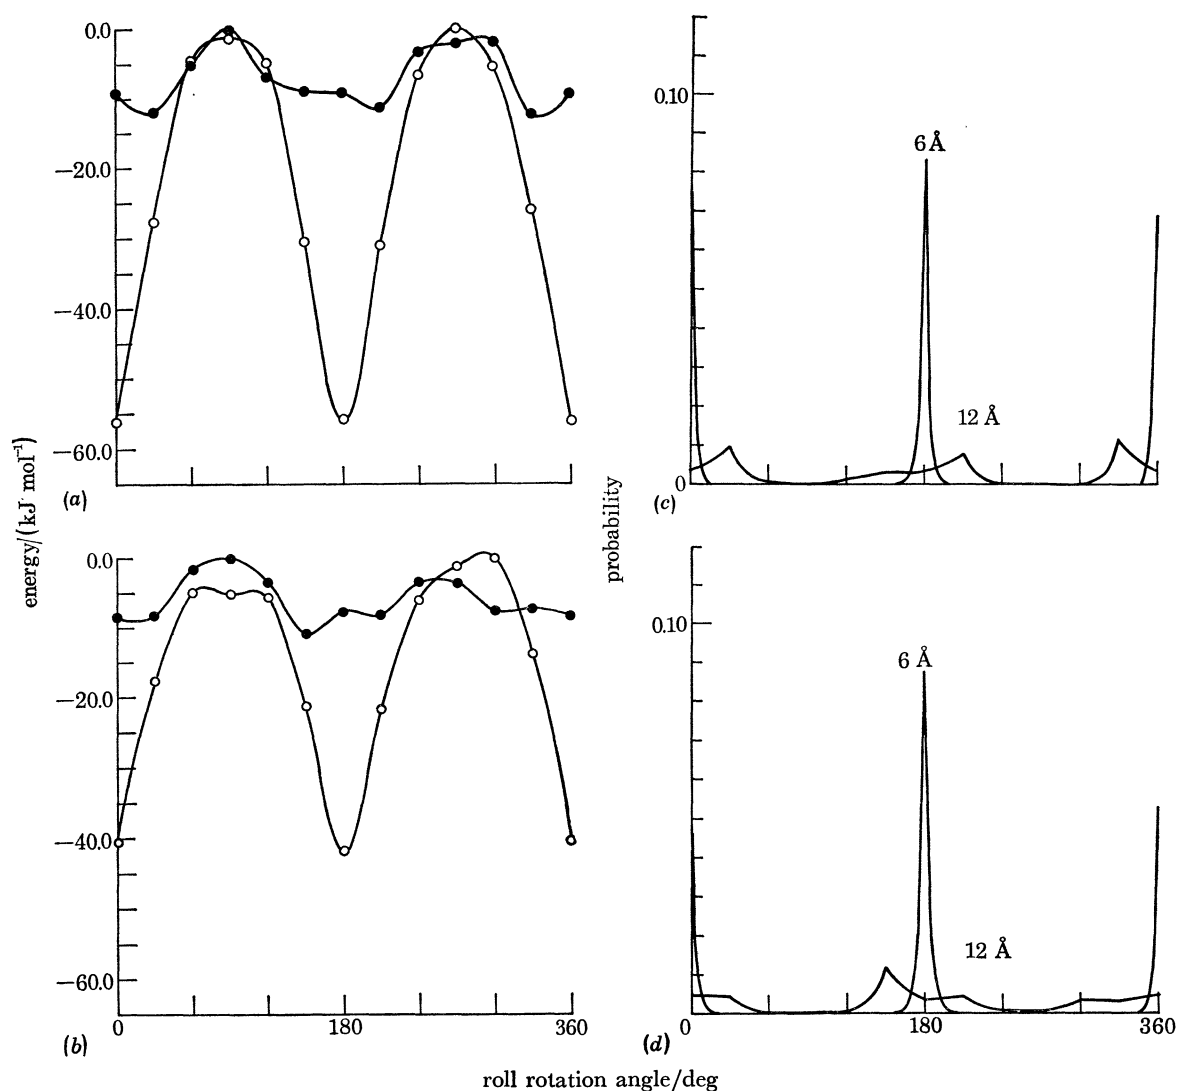 0.0
−20.0
−40.0
−60.0
(a)
0.10
6 Å
12 Å
0
(c)
energy/(kJ mol⁻¹)
probability
0.0
−20.0
−40.0
−60.0
0
180
360
(b)
0.10
6 Å
12 Å
0
180
360
(d)
roll rotation angle/deg